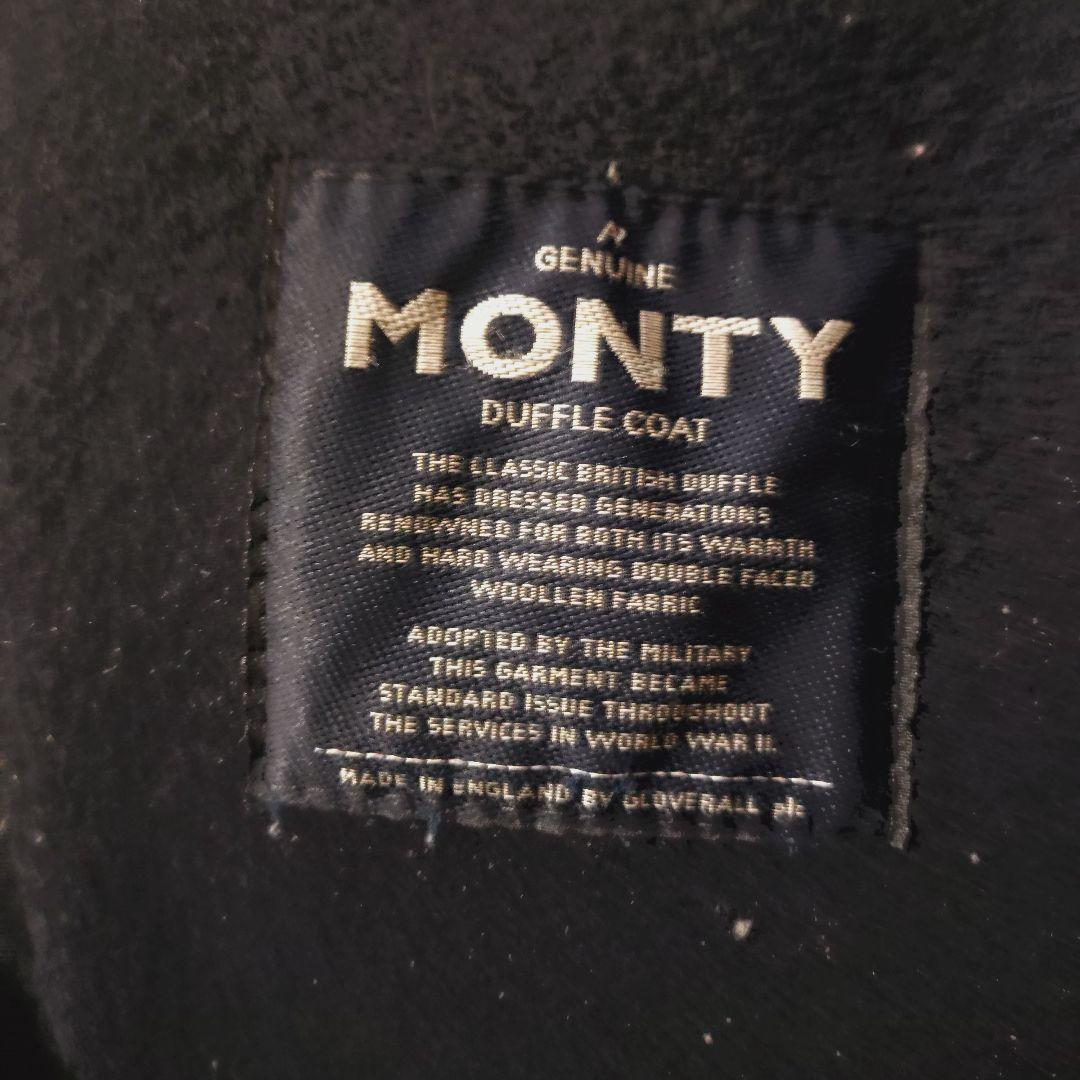 A
GENUINE
MONTY
DUFFLE COAT
THE CLASSIC BRITISH DUFFLE
HAS DRESSED GENERATIONS
RENOWNED FOR BOTH ITS WARMTH
AND HARD WEARING DOUBLE FACED
WOOLLEN FABRIC
ADOPTED BY THE MILITARY
THIS GARMENT BECAME
STANDARD ISSUE THROUGHOUT
THE SERVICES IN WORLD WAR II.
MADE IN ENGLAND BY GLOVERALL plc